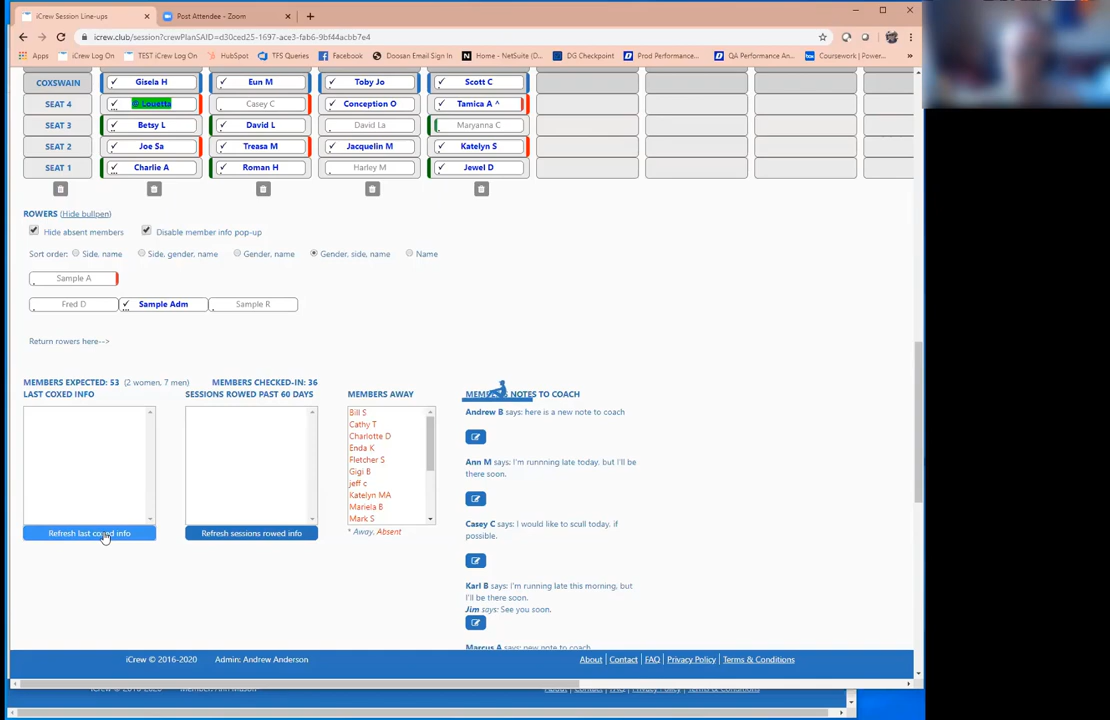 iCrew Session Line-ups
Post Attendee - Zoom
icrew.club/session?crewPlanSAID=d30ced25-1697-ace3-fab6-9bf44acbb7e4
Apps iCrew Log On TEST iCrew Log On HubSpot TFS Queries Facebook Doosan Email Sign In Home - NetSuite (... DG Checkpoint Prod Performance... QA Performance An... Coursework | Power... »
COXSWAIN Gisela H Eun M Toby Jo Scott C
SEAT 4 © Louetta Casey C Conception O Tamica A ^
SEAT 3 Betsy L David L David La Maryanna C
SEAT 2 Joe Sa Treasa M Jacquelin M Katelyn S
SEAT 1 Charlie A Roman H Harley M Jewel D
ROWERS (Hide bullpen)
Hide absent members Disable member info pop-up
Sort order: Side, name Side, gender, name Gender, name Gender, side, name Name
Sample A
Fred D Sample Adm Sample R
Return rowers here-->
MEMBERS EXPECTED: 53 (2 women, 7 men) MEMBERS CHECKED-IN: 36
LAST COXED INFO SESSIONS ROWED PAST 60 DAYS MEMBERS AWAY
Bill S
Cathy T
Charlotte D
Enda K
Fletcher S
Gigi B
jeff c
Katelyn MA
Mariela B
Mark S
Refresh last coxed info Refresh sessions rowed info * Away, Absent
MEMBERS NOTES TO COACH
Andrew B says: here is a new note to coach
Ann M says: I'm runnning late today. but I'll be
there soon.
Casey C says: I would like to scull today. if
possible.
Karl B says: I'm running late this morning, but
I'll be there soon.
Jim says: See you soon.
Marcus A says: new note to coach
iCrew © 2016-2020 Admin: Andrew Anderson About Contact FAQ Privacy Policy Terms & Conditions